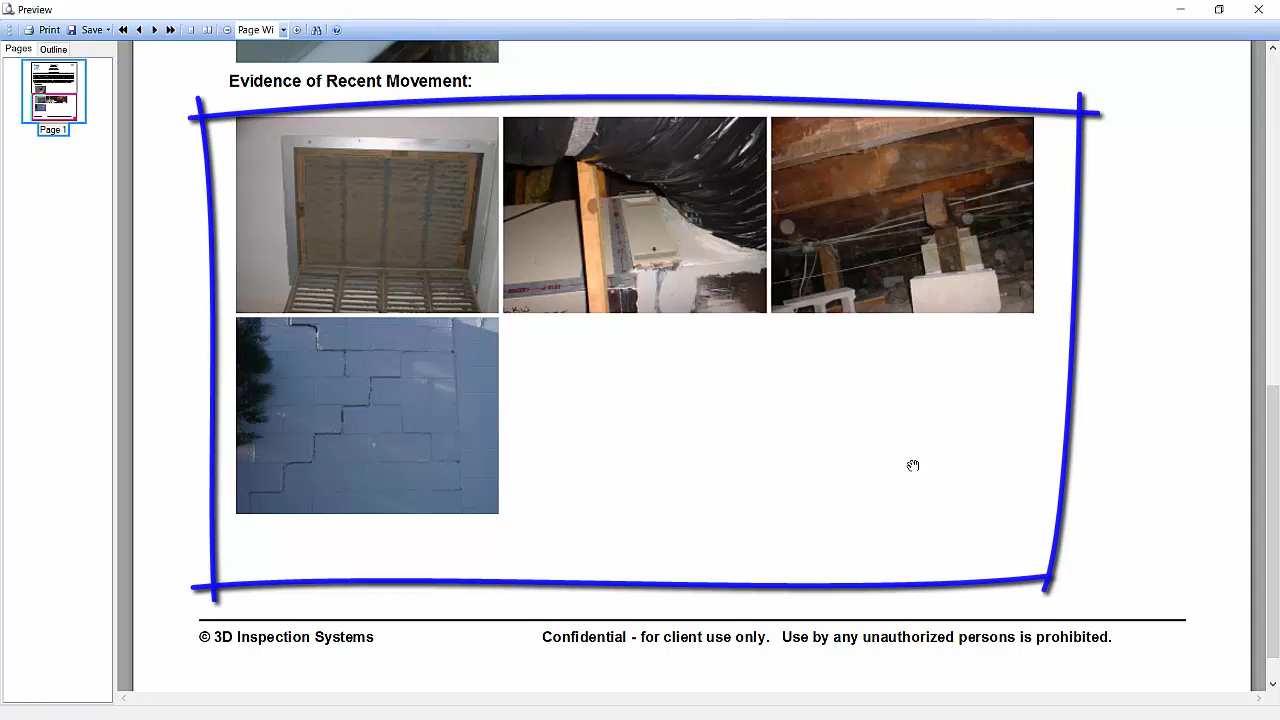 Preview
Print Save Page Wi
Pages Outline
Page 1
Evidence of Recent Movement:
© 3D Inspection Systems Confidential - for client use only. Use by any unauthorized persons is prohibited.